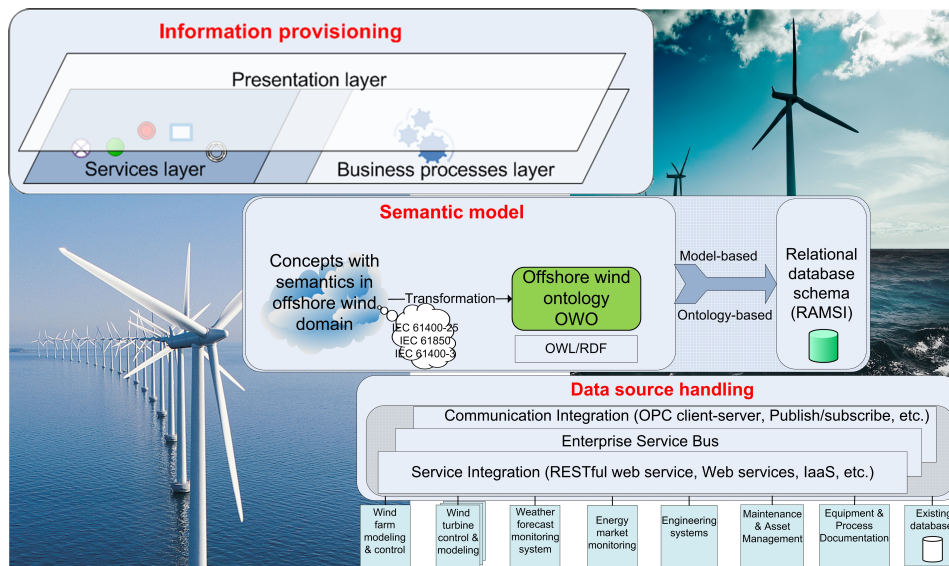 Information provisioning
Presentation layer
Services layer
Business processes layer
Semantic model
Concepts with
semantics in
offshore wind
domain
Transformation
IEC 61400-25
IEC 61850
IEC 61400-3
Offshore wind
ontology
OWO
OWL/RDF
Model-based
Ontology-based
Relational
database
schema
(RAMSI)
Data source handling
Communication Integration (OPC client-server, Publish/subscribe, etc.)
Enterprise Service Bus
Service Integration (RESTful web service, Web services, IaaS, etc.)
Wind
farm
modeling
& control
Wind
turbine
control &
modeling
Weather
forecast
monitoring
system
Energy
market
monitoring
Engineering
systems
Maintenance
& Asset
Management
Equipment &
Process
Documentation
Existing
database